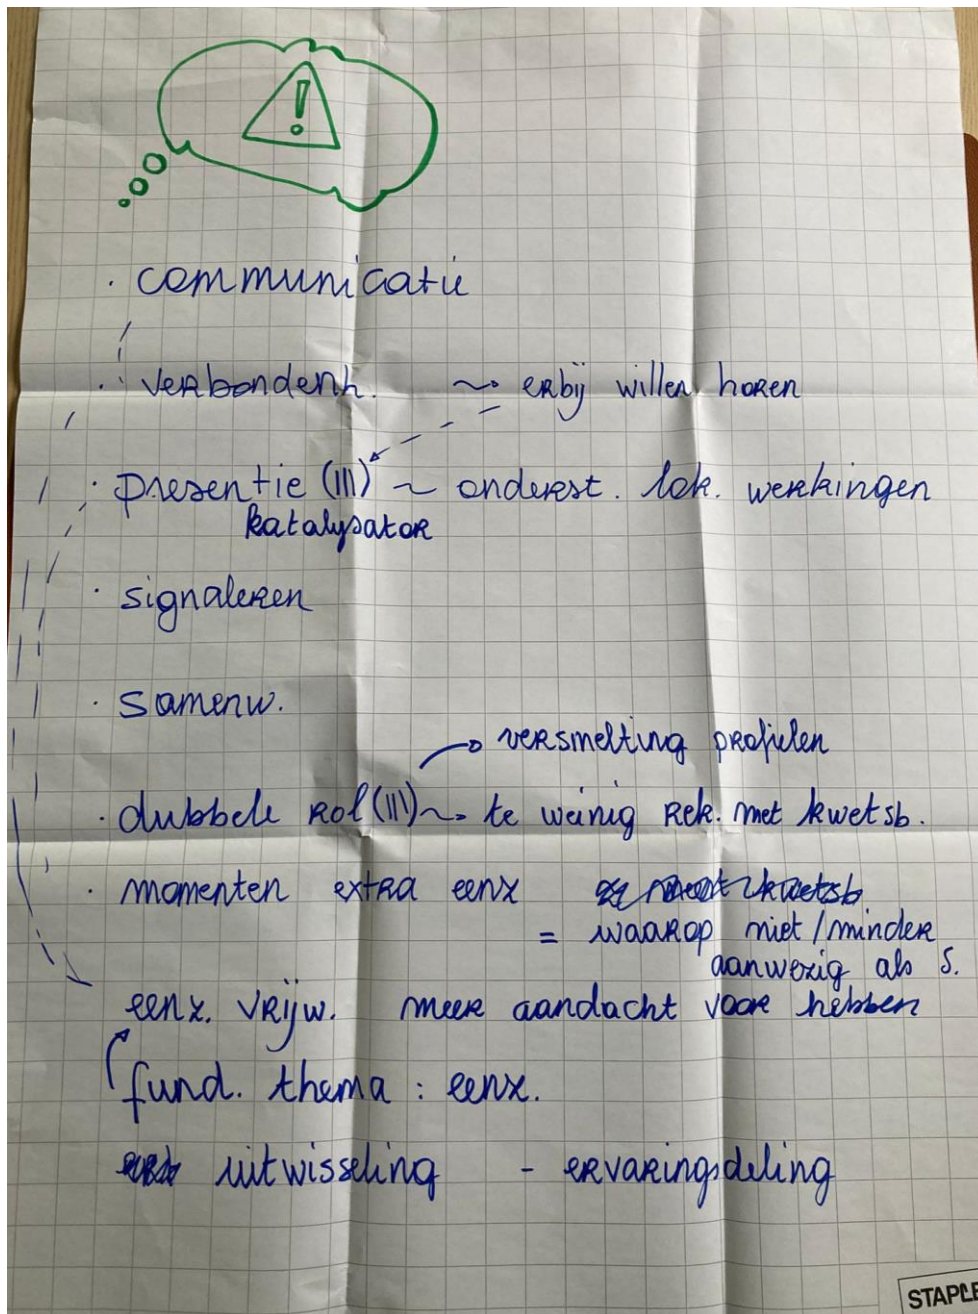 !
· communicatie
· verbondenh. ~> erbij willen horen
· presentie (III) ~ onderst. lok. werkingen
katalysator
· signaleren
· samenw.
→ versmelting profielen
· dubbele rol (III) ~> te weinig rek. met kwetsb.
· momenten extra eenz
= waarop niet/minder
aanwezig als S.
eenz. vrijw. meer aandacht voor hebben
fund. thema : eenz.
uitwisseling - ervaringsdeling
STAPLE